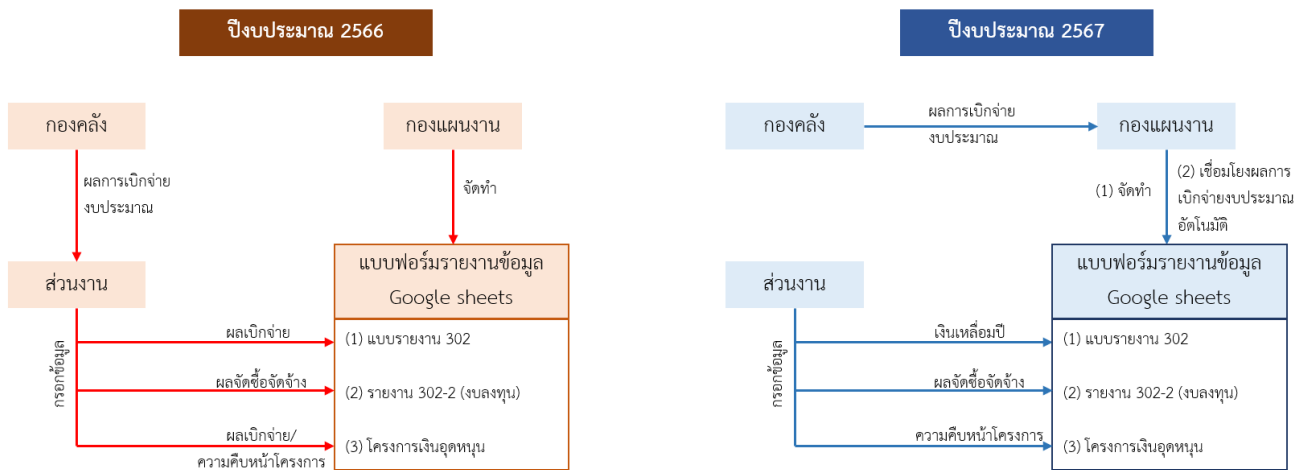 ปีงบประมาณ 2566
กองคลัง
กองแผนงาน
ผลการเบิกจ่าย
งบประมาณ
จัดทำ
ส่วนงาน
แบบฟอร์มรายงานข้อมูล
Google sheets
กรอกข้อมูล
ผลเบิกจ่าย
(1) แบบรายงาน 302
ผลจัดซื้อจัดจ้าง
(2) รายงาน 302-2 (งบลงทุน)
ผลเบิกจ่าย/
ความคืบหน้าโครงการ
(3) โครงการเงินอุดหนุน
ปีงบประมาณ 2567
กองคลัง
ผลการเบิกจ่าย
งบประมาณ
กองแผนงาน
(1) จัดทำ
(2) เชื่อมโยงผลการ
เบิกจ่ายงบประมาณ
อัตโนมัติ
ส่วนงาน
แบบฟอร์มรายงานข้อมูล
Google sheets
กรอกข้อมูล
เงินเหลื่อมปี
(1) แบบรายงาน 302
ผลจัดซื้อจัดจ้าง
(2) รายงาน 302-2 (งบลงทุน)
ความคืบหน้าโครงการ
(3) โครงการเงินอุดหนุน